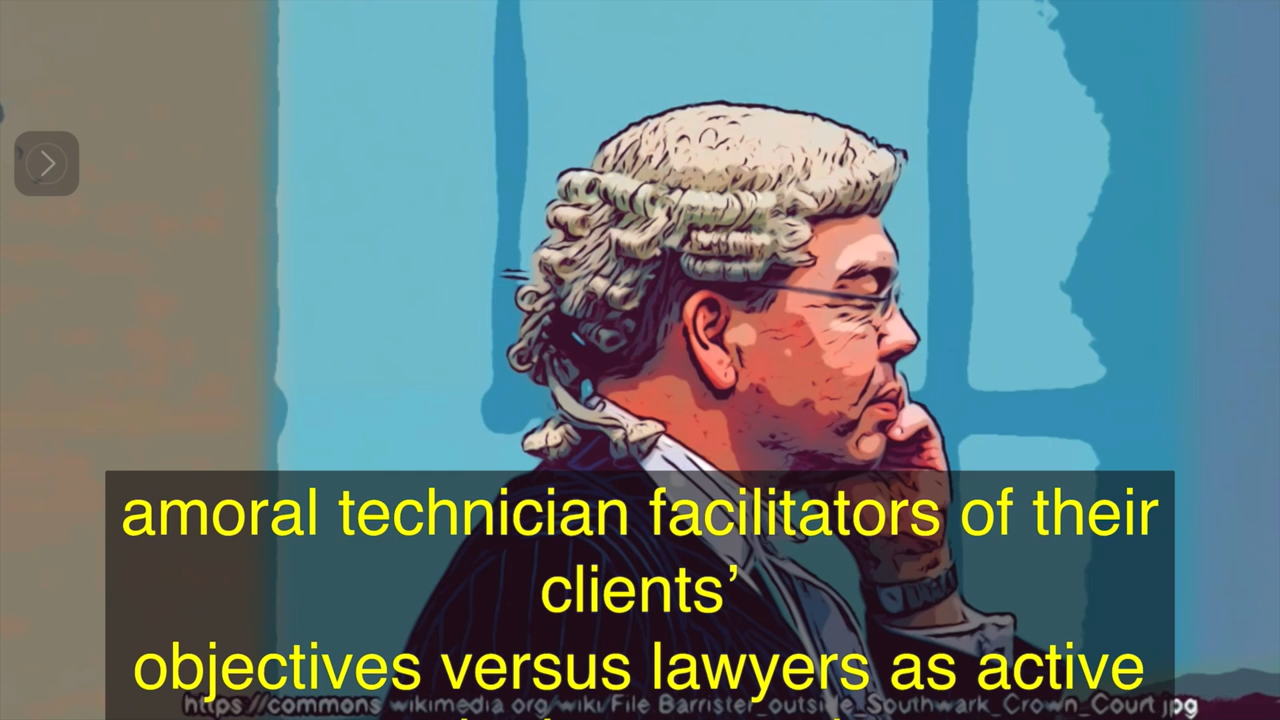 amoral technician facilitators of their
clients’
objectives versus lawyers as active
https://commons.wikimedia.org/wiki/File:Barrister_outside_Southwark_Crown_Court.jpg